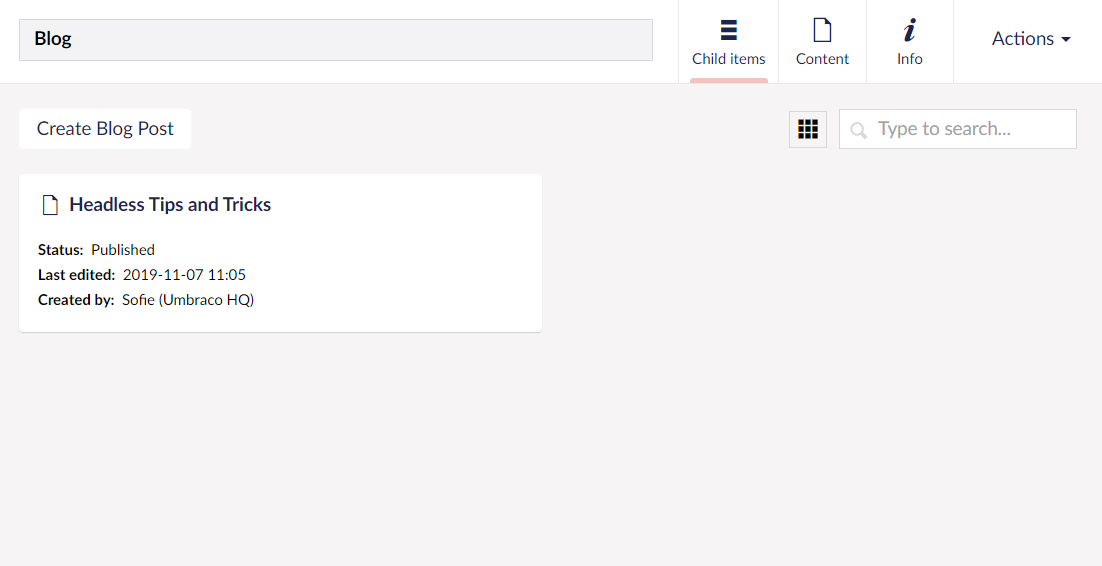 Blog
Child items
Content
Info
Actions
Create Blog Post
Type to search...
Headless Tips and Tricks
Status: Published
Last edited: 2019-11-07 11:05
Created by: Sofie (Umbraco HQ)